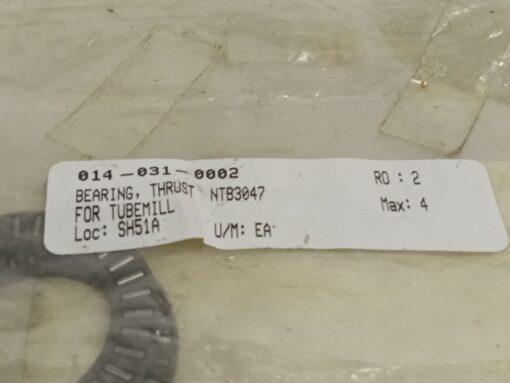 014-031-0002
BEARING, THRUST NTB3047
FOR TUBEMILL
Loc: SH51A U/M: EA
RO : 2
Max: 4